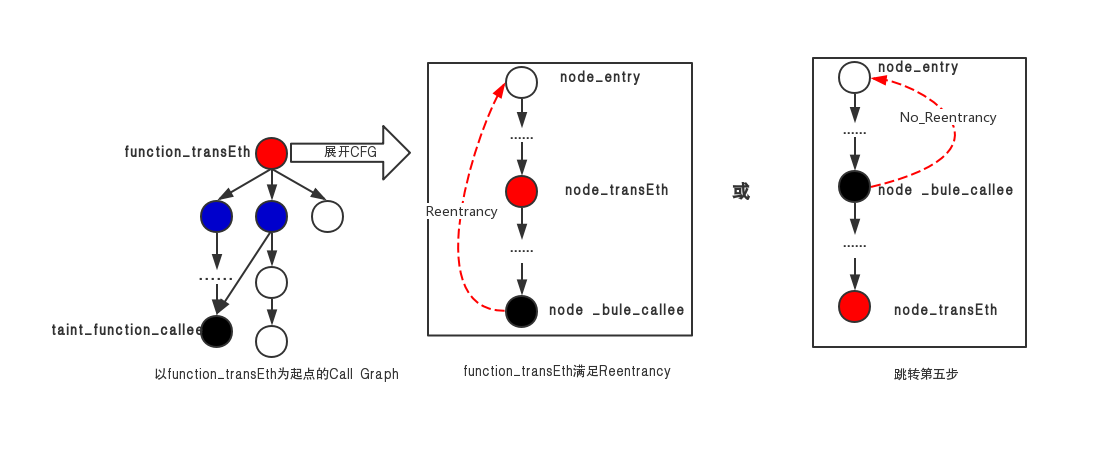 function_transEth
展开CFG
......
taint_function_callee
以function_transEth为起点的Call Graph
node_entry
......
node_transEth
Reentrancy
......
node _bule_callee
function_transEth满足Reentrancy
或
node_entry
No_Reentrancy
......
node _bule_callee
......
node_transEth
跳转第五步